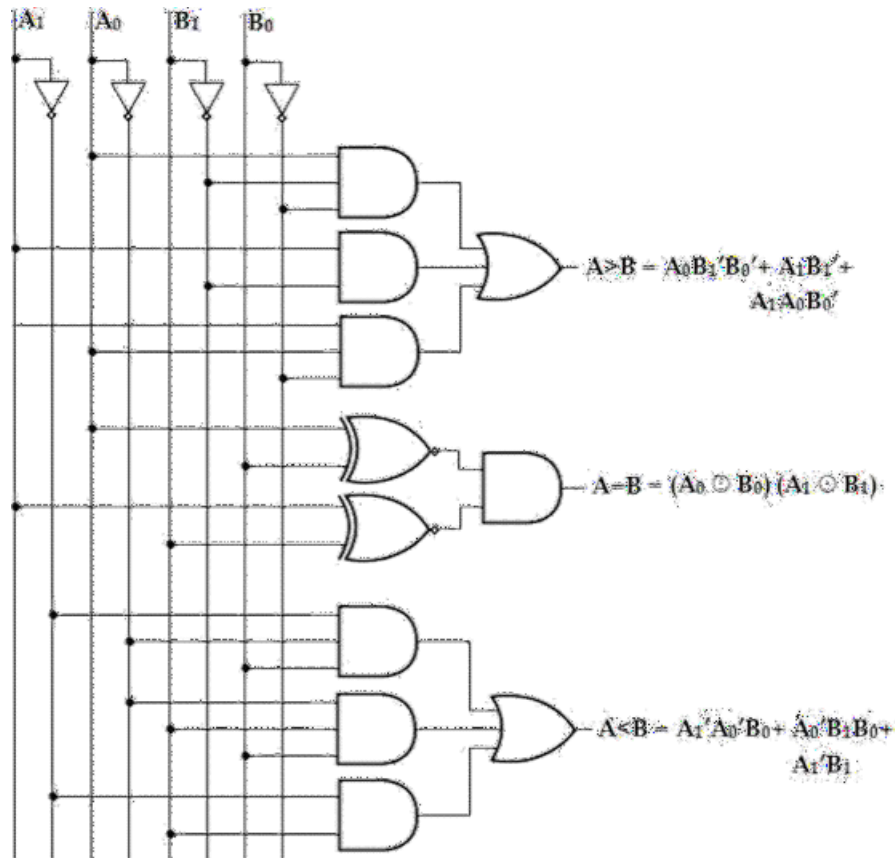 A₁ A₀ B₁ B₀
A>B = A₀B₁′B₀′+ A₁B₁′+
A₁A₀B₀′
A=B = (A₀ ⊙ B₀) (A₁ ⊙ B₁)
A<B = A₁′A₀′B₀+ A₀′B₁B₀+
A₁′B₁